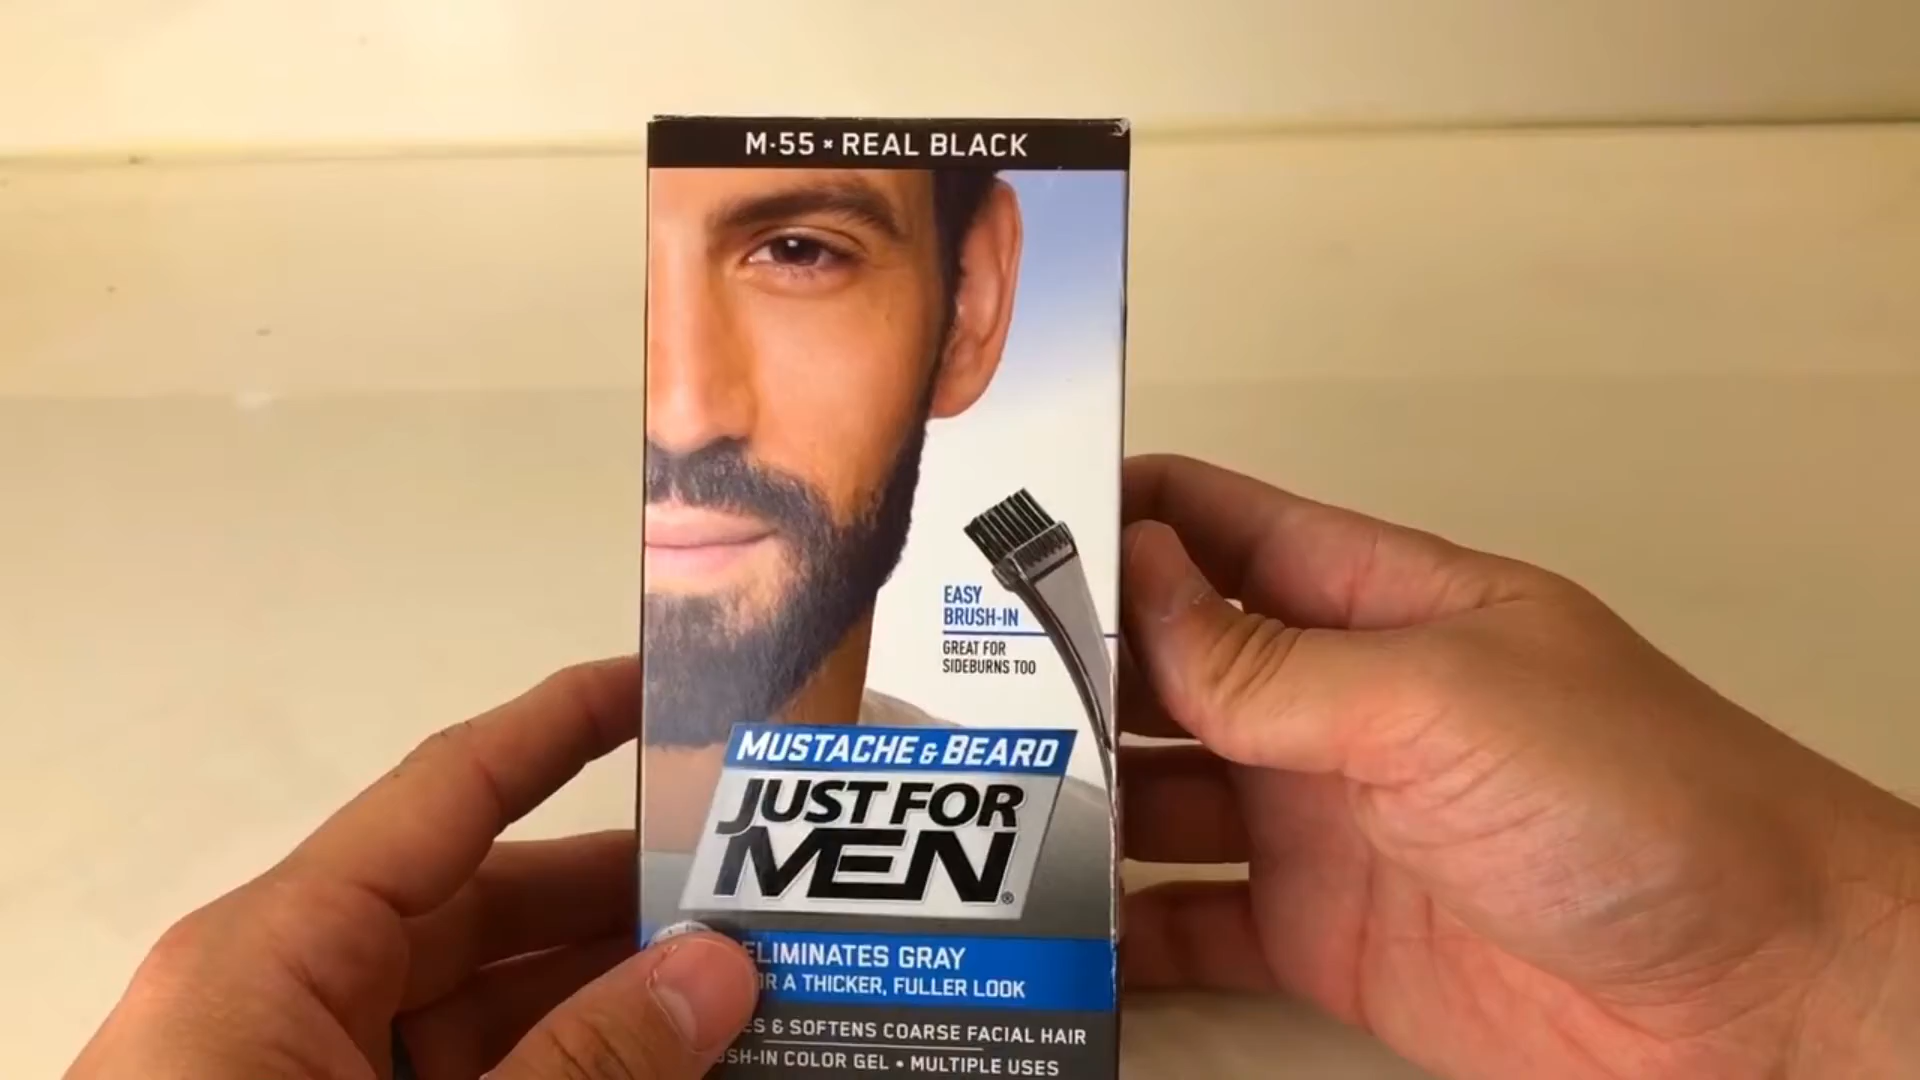 M-55 × REAL BLACK
EASY
BRUSH-IN
GREAT FOR
SIDEBURNS TOO
MUSTACHE & BEARD
JUST FOR
MEN®
ELIMINATES GRAY
A THICKER, FULLER LOOK
& SOFTENS COARSE FACIAL HAIR
COLOR GEL • MULTIPLE USES